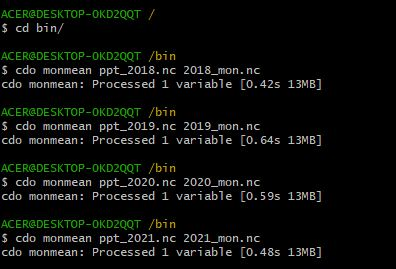 ACER@DESKTOP-0KD2QQT /
$ cd bin/
ACER@DESKTOP-0KD2QQT /bin
$ cdo monmean ppt_2018.nc 2018_mon.nc
cdo monmean: Processed 1 variable [0.42s 13MB]
ACER@DESKTOP-0KD2QQT /bin
$ cdo monmean ppt_2019.nc 2019_mon.nc
cdo monmean: Processed 1 variable [0.64s 13MB]
ACER@DESKTOP-0KD2QQT /bin
$ cdo monmean ppt_2020.nc 2020_mon.nc
cdo monmean: Processed 1 variable [0.59s 13MB]
ACER@DESKTOP-0KD2QQT /bin
$ cdo monmean ppt_2021.nc 2021_mon.nc
cdo monmean: Processed 1 variable [0.48s 13MB]